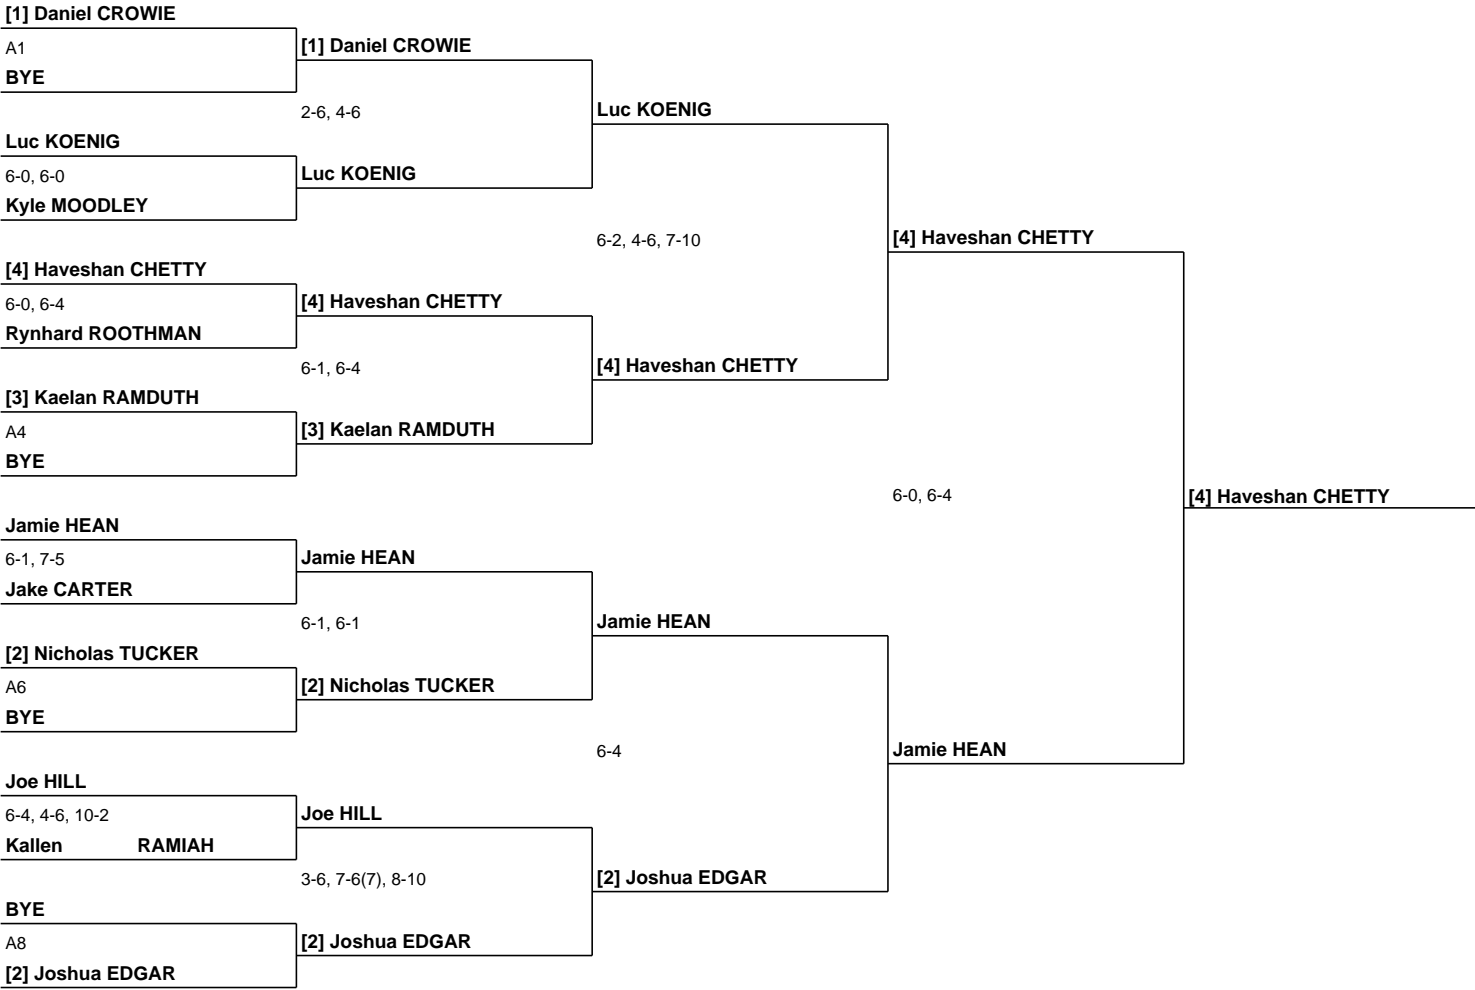 [1] Daniel CROWIE
A1
BYE
[1] Daniel CROWIE
2-6, 4-6
Luc KOENIG
6-0, 6-0
Kyle MOODLEY
Luc KOENIG
Luc KOENIG
6-2, 4-6, 7-10
[4] Haveshan CHETTY
6-0, 6-4
Rynhard ROOTHMAN
[4] Haveshan CHETTY
6-1, 6-4
[3] Kaelan RAMDUTH
A4
BYE
[3] Kaelan RAMDUTH
[4] Haveshan CHETTY
[4] Haveshan CHETTY
6-0, 6-4
[4] Haveshan CHETTY
Jamie HEAN
6-1, 7-5
Jake CARTER
Jamie HEAN
6-1, 6-1
[2] Nicholas TUCKER
A6
BYE
[2] Nicholas TUCKER
Jamie HEAN
6-4
Jamie HEAN
Joe HILL
6-4, 4-6, 10-2
Kallen RAMIAH
Joe HILL
3-6, 7-6(7), 8-10
BYE
A8
[2] Joshua EDGAR
[2] Joshua EDGAR
[2] Joshua EDGAR